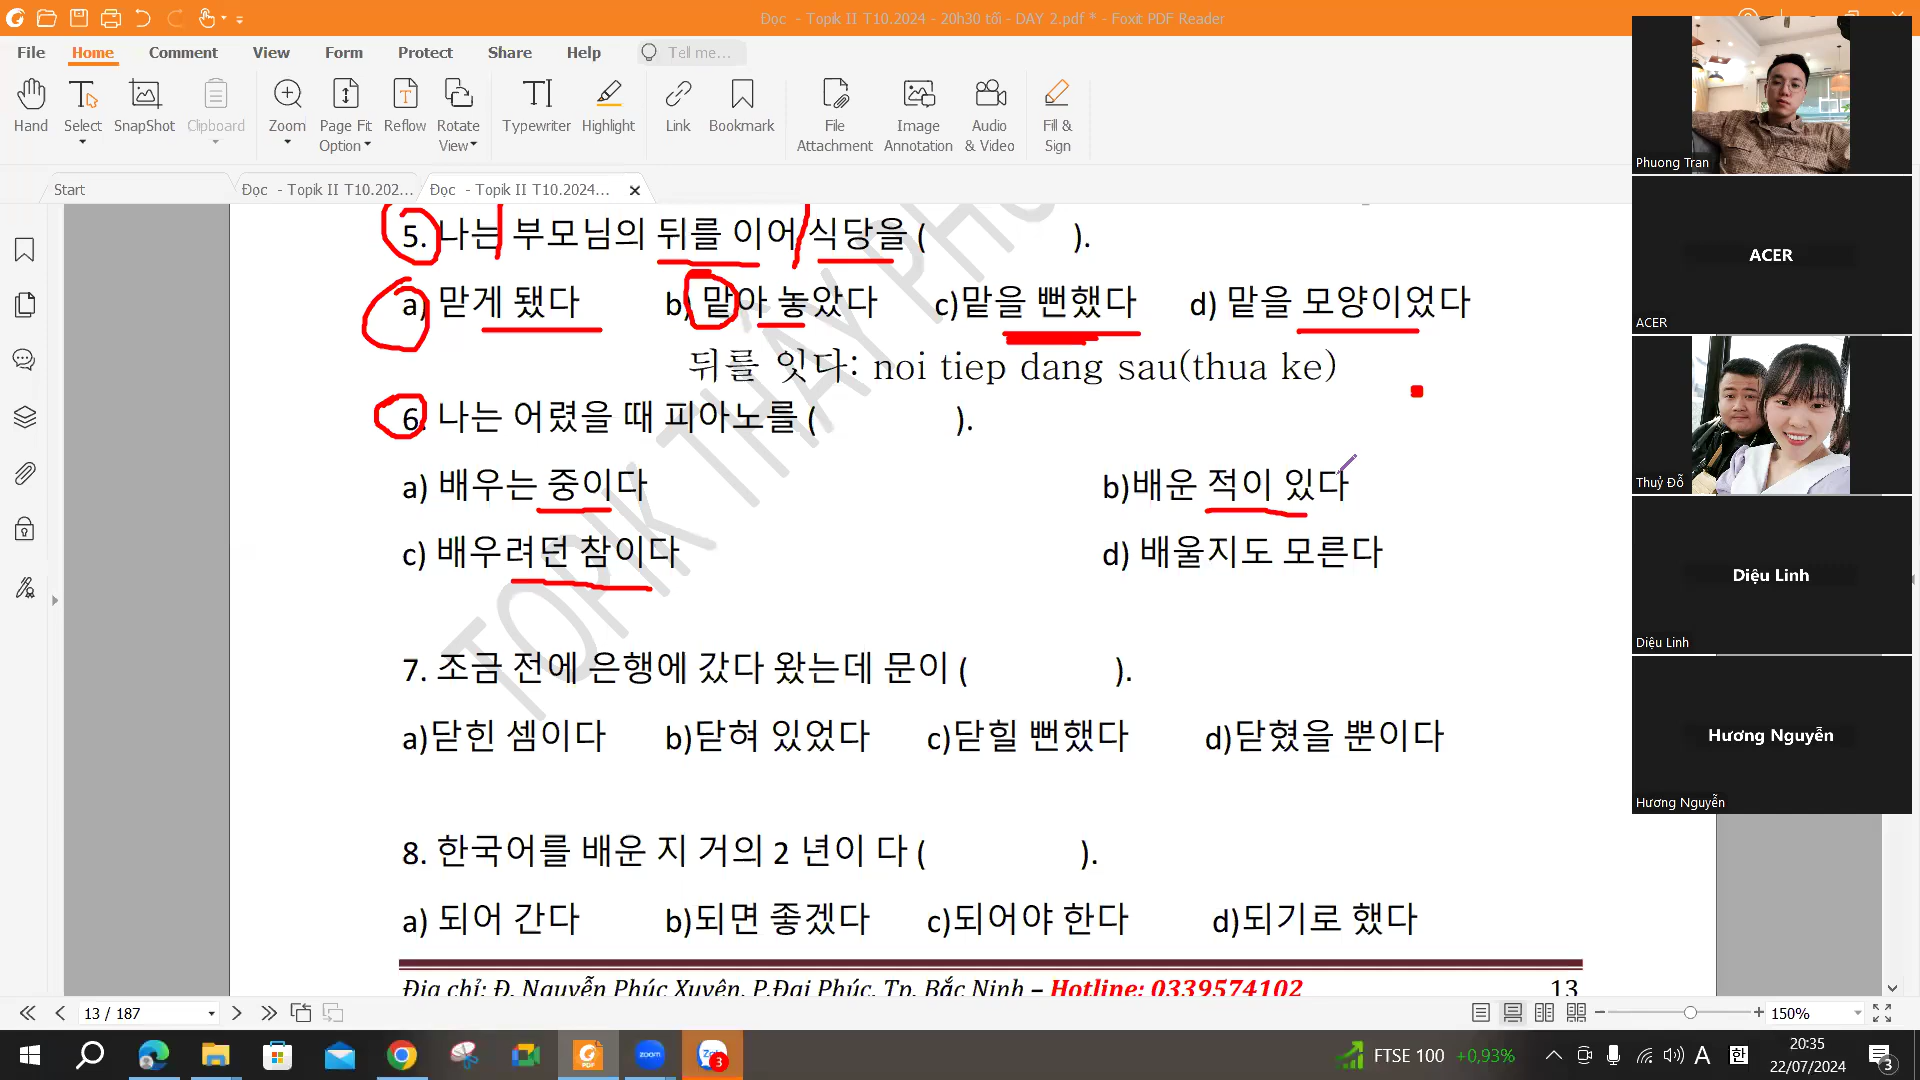 Đọc - Topik II T10.2024 - 20h30 tối - DAY 2.pdf * - Foxit PDF Reader
File Home Comment View Form Protect Share Help Tell me...
Hand Select SnapShot Clipboard Zoom Page Fit Option Reflow Rotate View Typewriter Highlight Link Bookmark File Attachment Image Annotation Audio & Video Fill & Sign
Start Đọc - Topik II T10.202... Đọc - Topik II T10.2024...
5. 나는 부모님의 뒤를 이어 식당을 ( ).
a) 맡게 됐다 b) 맡아 놓았다 c)맡을 뻔했다 d) 맡을 모양이었다
뒤를 잇다: noi tiep dang sau(thua ke)
6. 나는 어렸을 때 피아노를 ( ).
a) 배우는 중이다 b)배운 적이 있다
c) 배우려던 참이다 d) 배울지도 모른다
7. 조금 전에 은행에 갔다 왔는데 문이 ( ).
a)닫힌 셈이다 b)닫혀 있었다 c)닫힐 뻔했다 d)닫혔을 뿐이다
8. 한국어를 배운 지 거의 2 년이 다 ( ).
a) 되어 간다 b)되면 좋겠다 c)되어야 한다 d)되기로 했다
Địa chỉ: Đ. Nguyễn Phúc Xuyên, P.Đại Phúc, Tp. Bắc Ninh – Hotline: 0339574102 13
TOPIK THẦY PHƯ
Phuong Tran
ACER
ACER
Thuỷ Đỗ
Diệu Linh
Diệu Linh
Hương Nguyễn
Hương Nguyễn
13 / 187 150%
zoom 3 FTSE 100 +0,93% A 한 20:35
22/07/2024 3